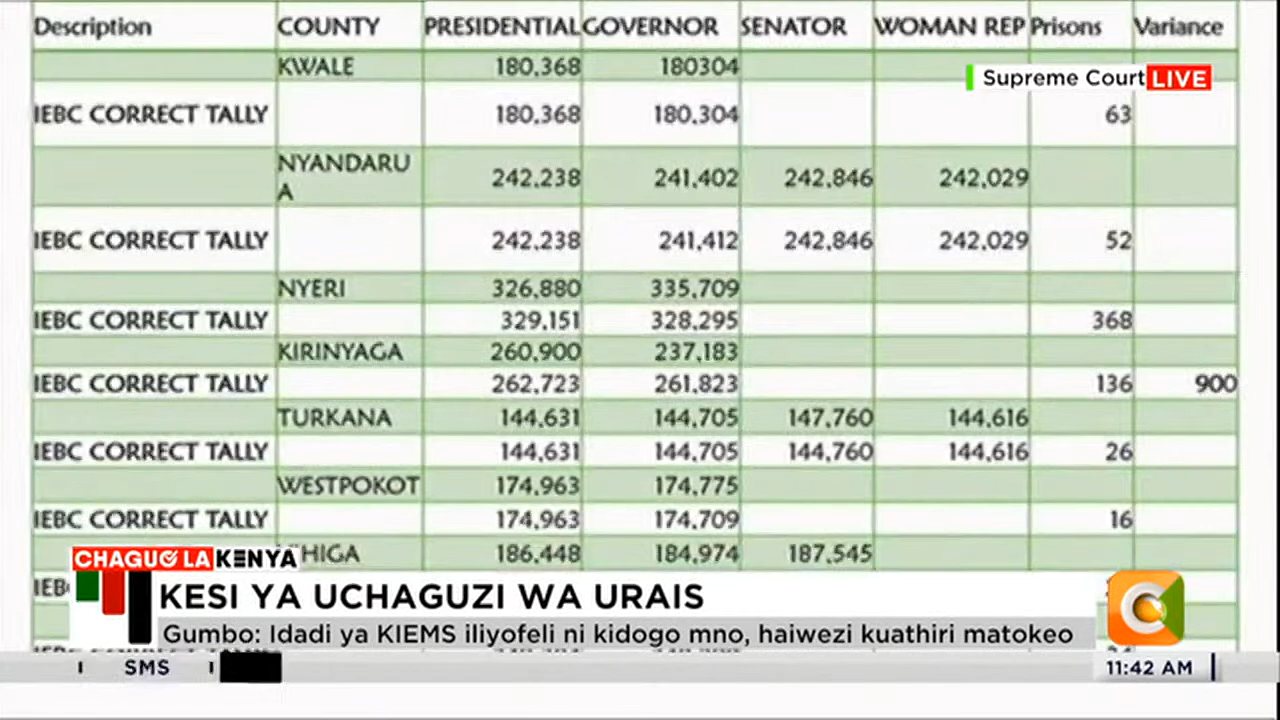 Description COUNTY PRESIDENTIAL GOVERNOR SENATOR WOMAN REP Prisons Variance
KWALE 180,368 180304
Supreme Court LIVE
IEBC CORRECT TALLY 180,368 180,304 63
NYANDARU
A 242,238 241,402 242,846 242,029
IEBC CORRECT TALLY 242,238 241,412 242,846 242,029 52
NYERI 326,880 335,709
IEBC CORRECT TALLY 329,151 328,295 368
KIRINYAGA 260,900 237,183
IEBC CORRECT TALLY 262,723 261,823 136 900
TURKANA 144,631 144,705 147,760 144,616
IEBC CORRECT TALLY 144,631 144,705 144,760 144,616 26
WESTPOKOT 174,963 174,775
IEBC CORRECT TALLY 174,963 174,709 16
HIGA 186,448 184,974 187,545
CHAGUO LA KENYA
IEB
KESI YA UCHAGUZI WA URAIS
Gumbo: Idadi ya KIEMS iliyofeli ni kidogo mno, haiwezi kuathiri matokeo
SMS
11:42 AM